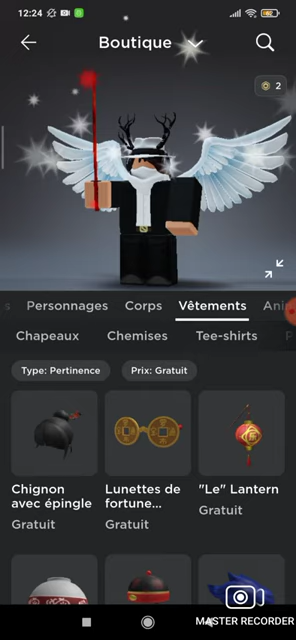 12:24
Boutique
2
Personnages Corps Vêtements Ani
Chapeaux Chemises Tee-shirts
Type: Pertinence Prix: Gratuit
Chignon avec épingle
Gratuit
Lunettes de fortune...
Gratuit
"Le" Lantern
Gratuit
MASTER RECORDER